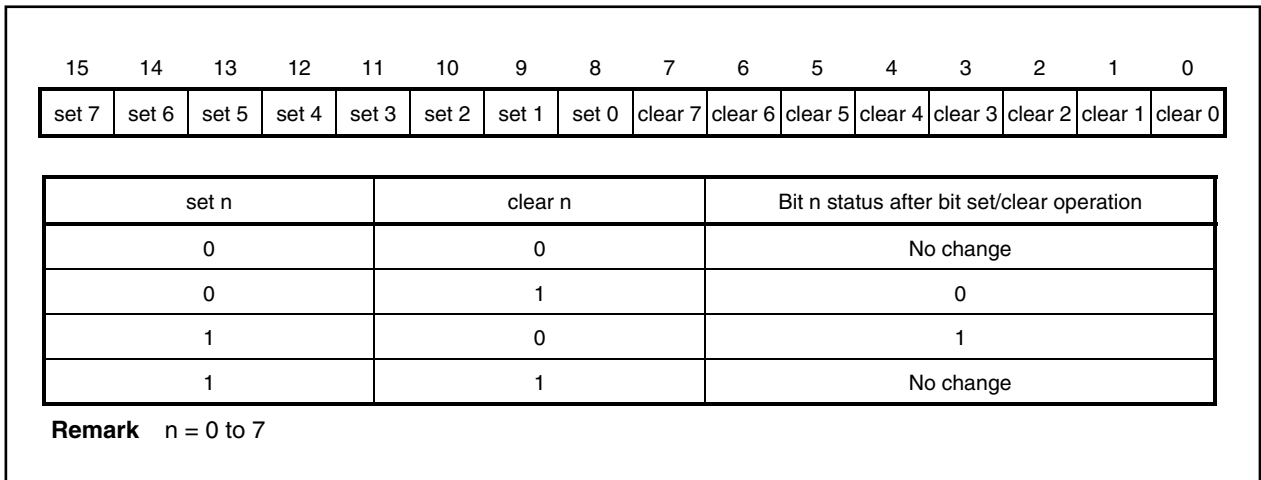 15 14 13 12 11 10 9 8 7 6 5 4 3 2 1 0
set 7 set 6 set 5 set 4 set 3 set 2 set 1 set 0 clear 7 clear 6 clear 5 clear 4 clear 3 clear 2 clear 1 clear 0
set n clear n Bit n status after bit set/clear operation
0 0 No change
0 1 0
1 0 1
1 1 No change
Remark n = 0 to 7